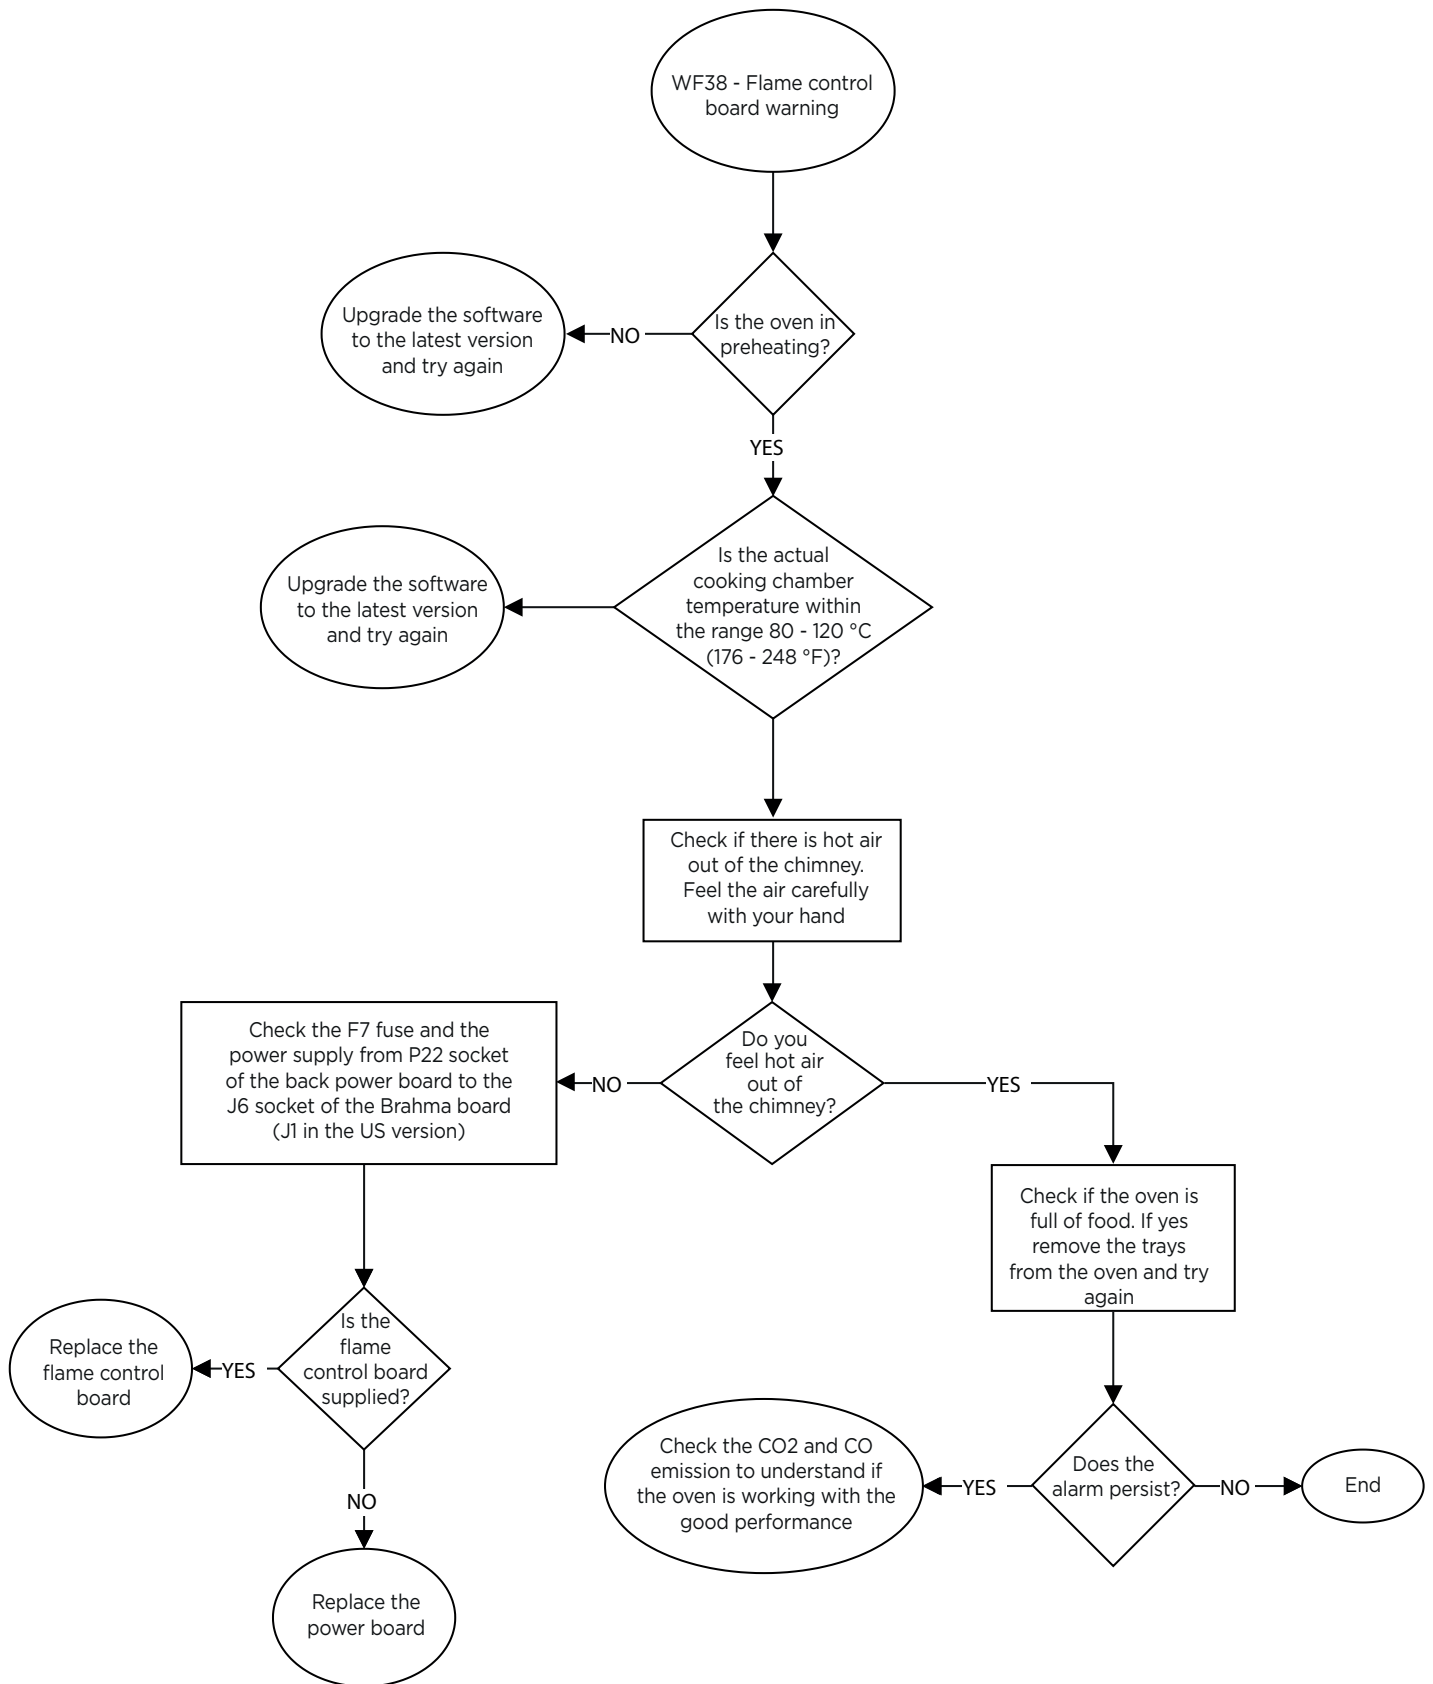 WF38 - Flame control
board warning
Is the oven in
preheating?
NO
Upgrade the software
to the latest version
and try again
YES
Is the actual
cooking chamber
temperature within
the range 80 - 120 °C
(176 - 248 °F)?
Upgrade the software
to the latest version
and try again
Check if there is hot air
out of the chimney.
Feel the air carefully
with your hand
Do you
feel hot air
out of
the chimney?
NO
YES
Check the F7 fuse and the
power supply from P22 socket
of the back power board to the
J6 socket of the Brahma board
(J1 in the US version)
Check if the oven is
full of food. If yes
remove the trays
from the oven and try
again
Is the
flame
control board
supplied?
YES
Replace the
flame control
board
NO
Replace the
power board
Does the
alarm persist?
YES
Check the CO2 and CO
emission to understand if
the oven is working with the
good performance
NO
End